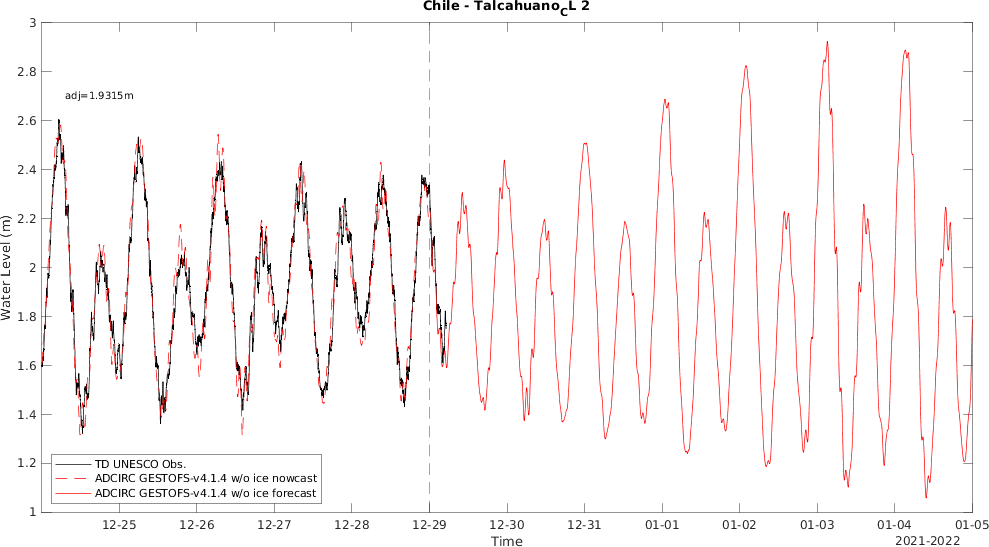 Chile - Talcahuano_CL 2
3
2.8
2.6
2.4
2.2
2
1.8
1.6
1.4
1.2
1
Water Level (m)
adj=1.9315m
TD UNESCO Obs.
ADCIRC GESTOFS-v4.1.4 w/o ice nowcast
ADCIRC GESTOFS-v4.1.4 w/o ice forecast
12-25 12-26 12-27 12-28 12-29 12-30 12-31 01-01 01-02 01-03 01-04 01-05
Time
2021-2022